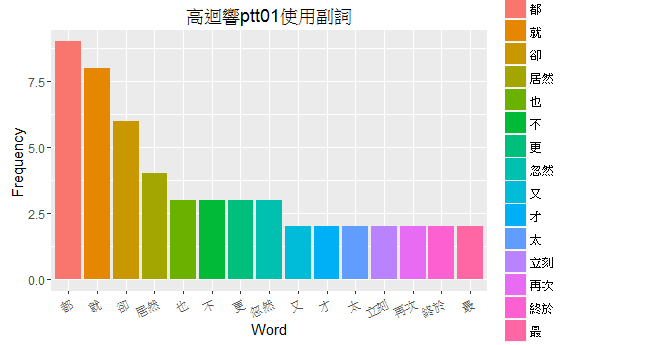 高迴響ptt01使用副詞
Frequency
7.5
5.0
2.5
0.0
都 就 卻 居然 也 不 更 忽然 又 才 太 立刻 再次 終於 最
Word
都
就
卻
居然
也
不
更
忽然
又
才
太
立刻
再次
終於
最